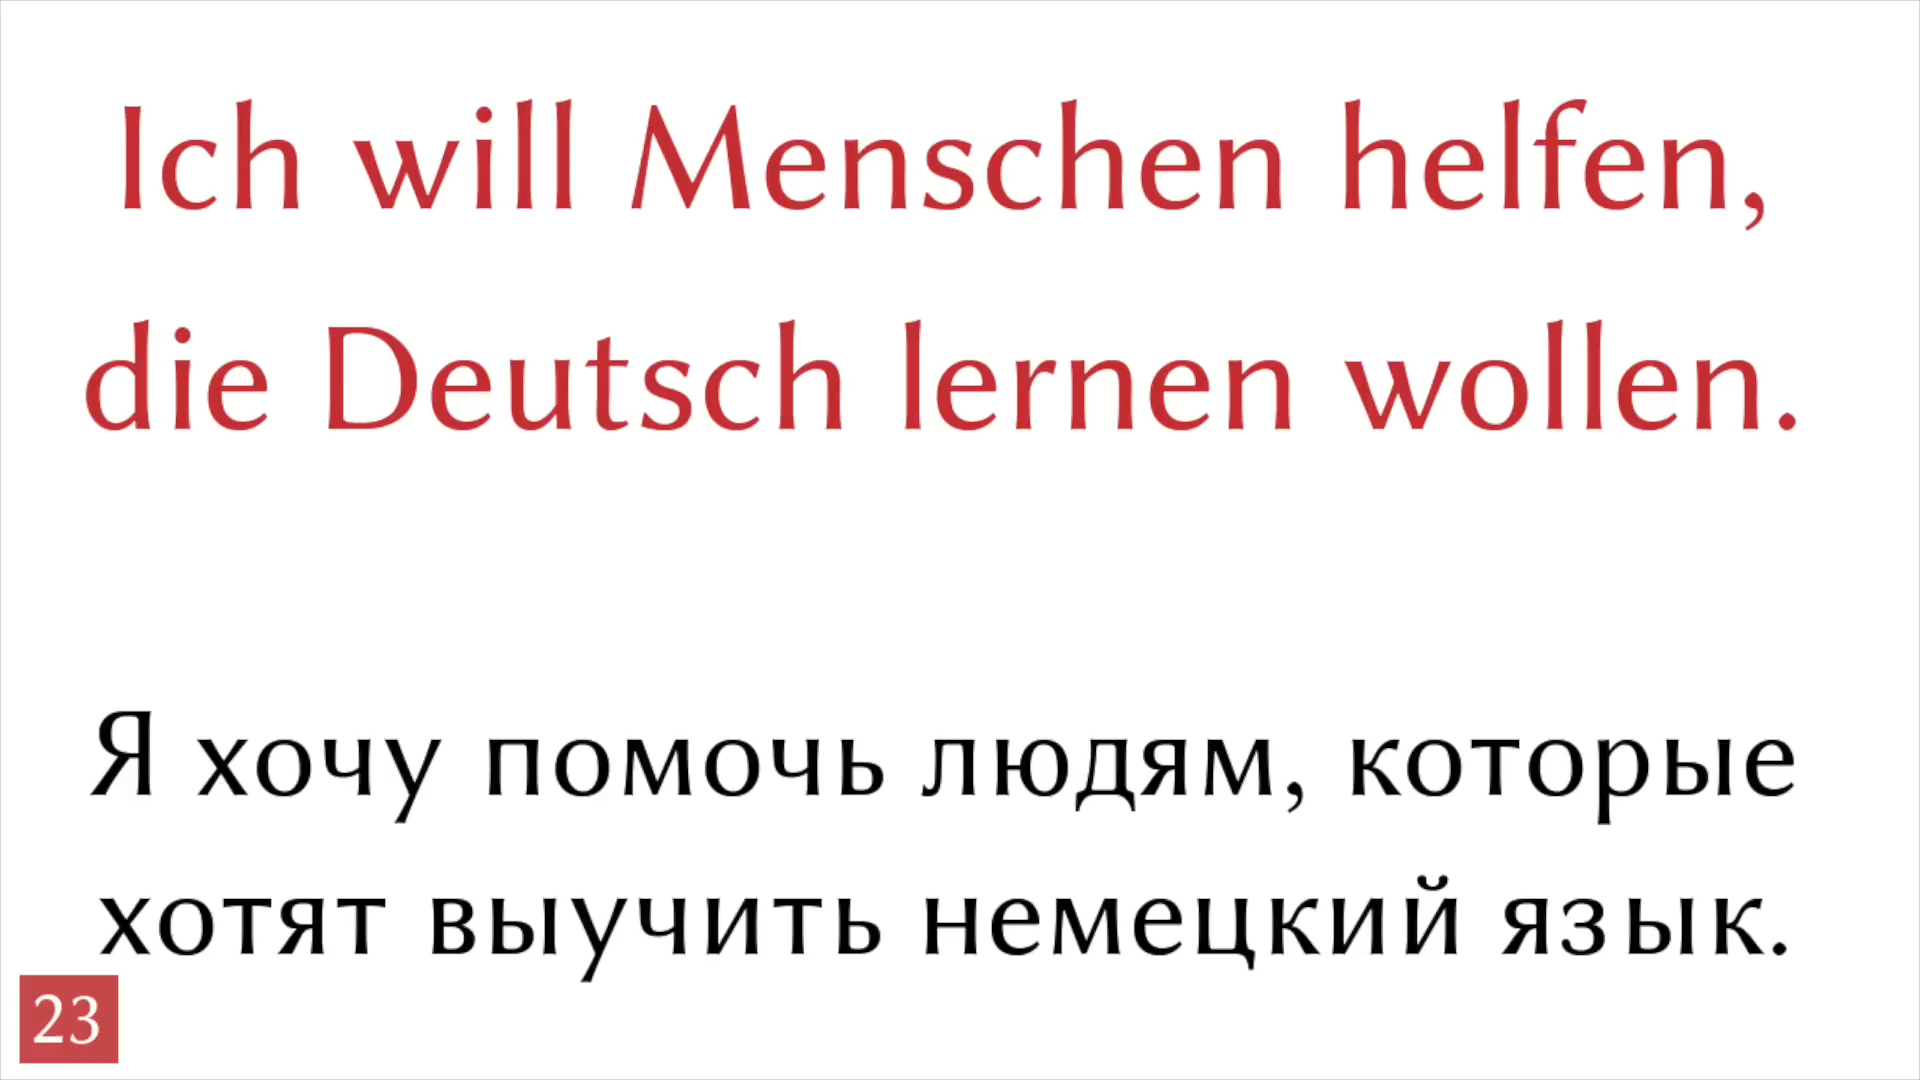 Ich will Menschen helfen,
die Deutsch lernen wollen.
Я хочу помочь людям, которые
хотят выучить немецкий язык.
23